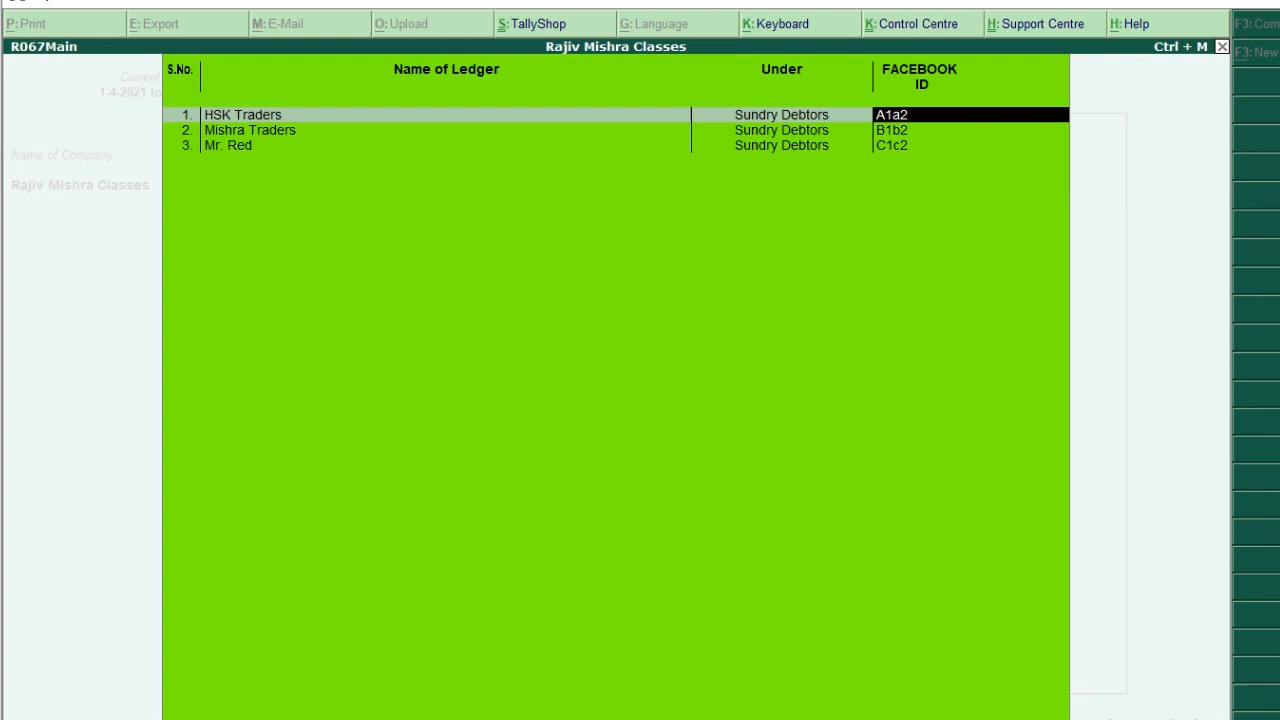 P: Print E: Export M: E-Mail O: Upload S: TallyShop G: Language K: Keyboard K: Control Centre H: Support Centre H: Help F3: Com
R067Main Rajiv Mishra Classes Ctrl + M F3: New
S.No. Name of Ledger Under FACEBOOK
ID
Current
1-4-2021 to
1. HSK Traders Sundry Debtors A1a2
2. Mishra Traders Sundry Debtors B1b2
3. Mr. Red Sundry Debtors C1c2
Name of Company
Rajiv Mishra Classes